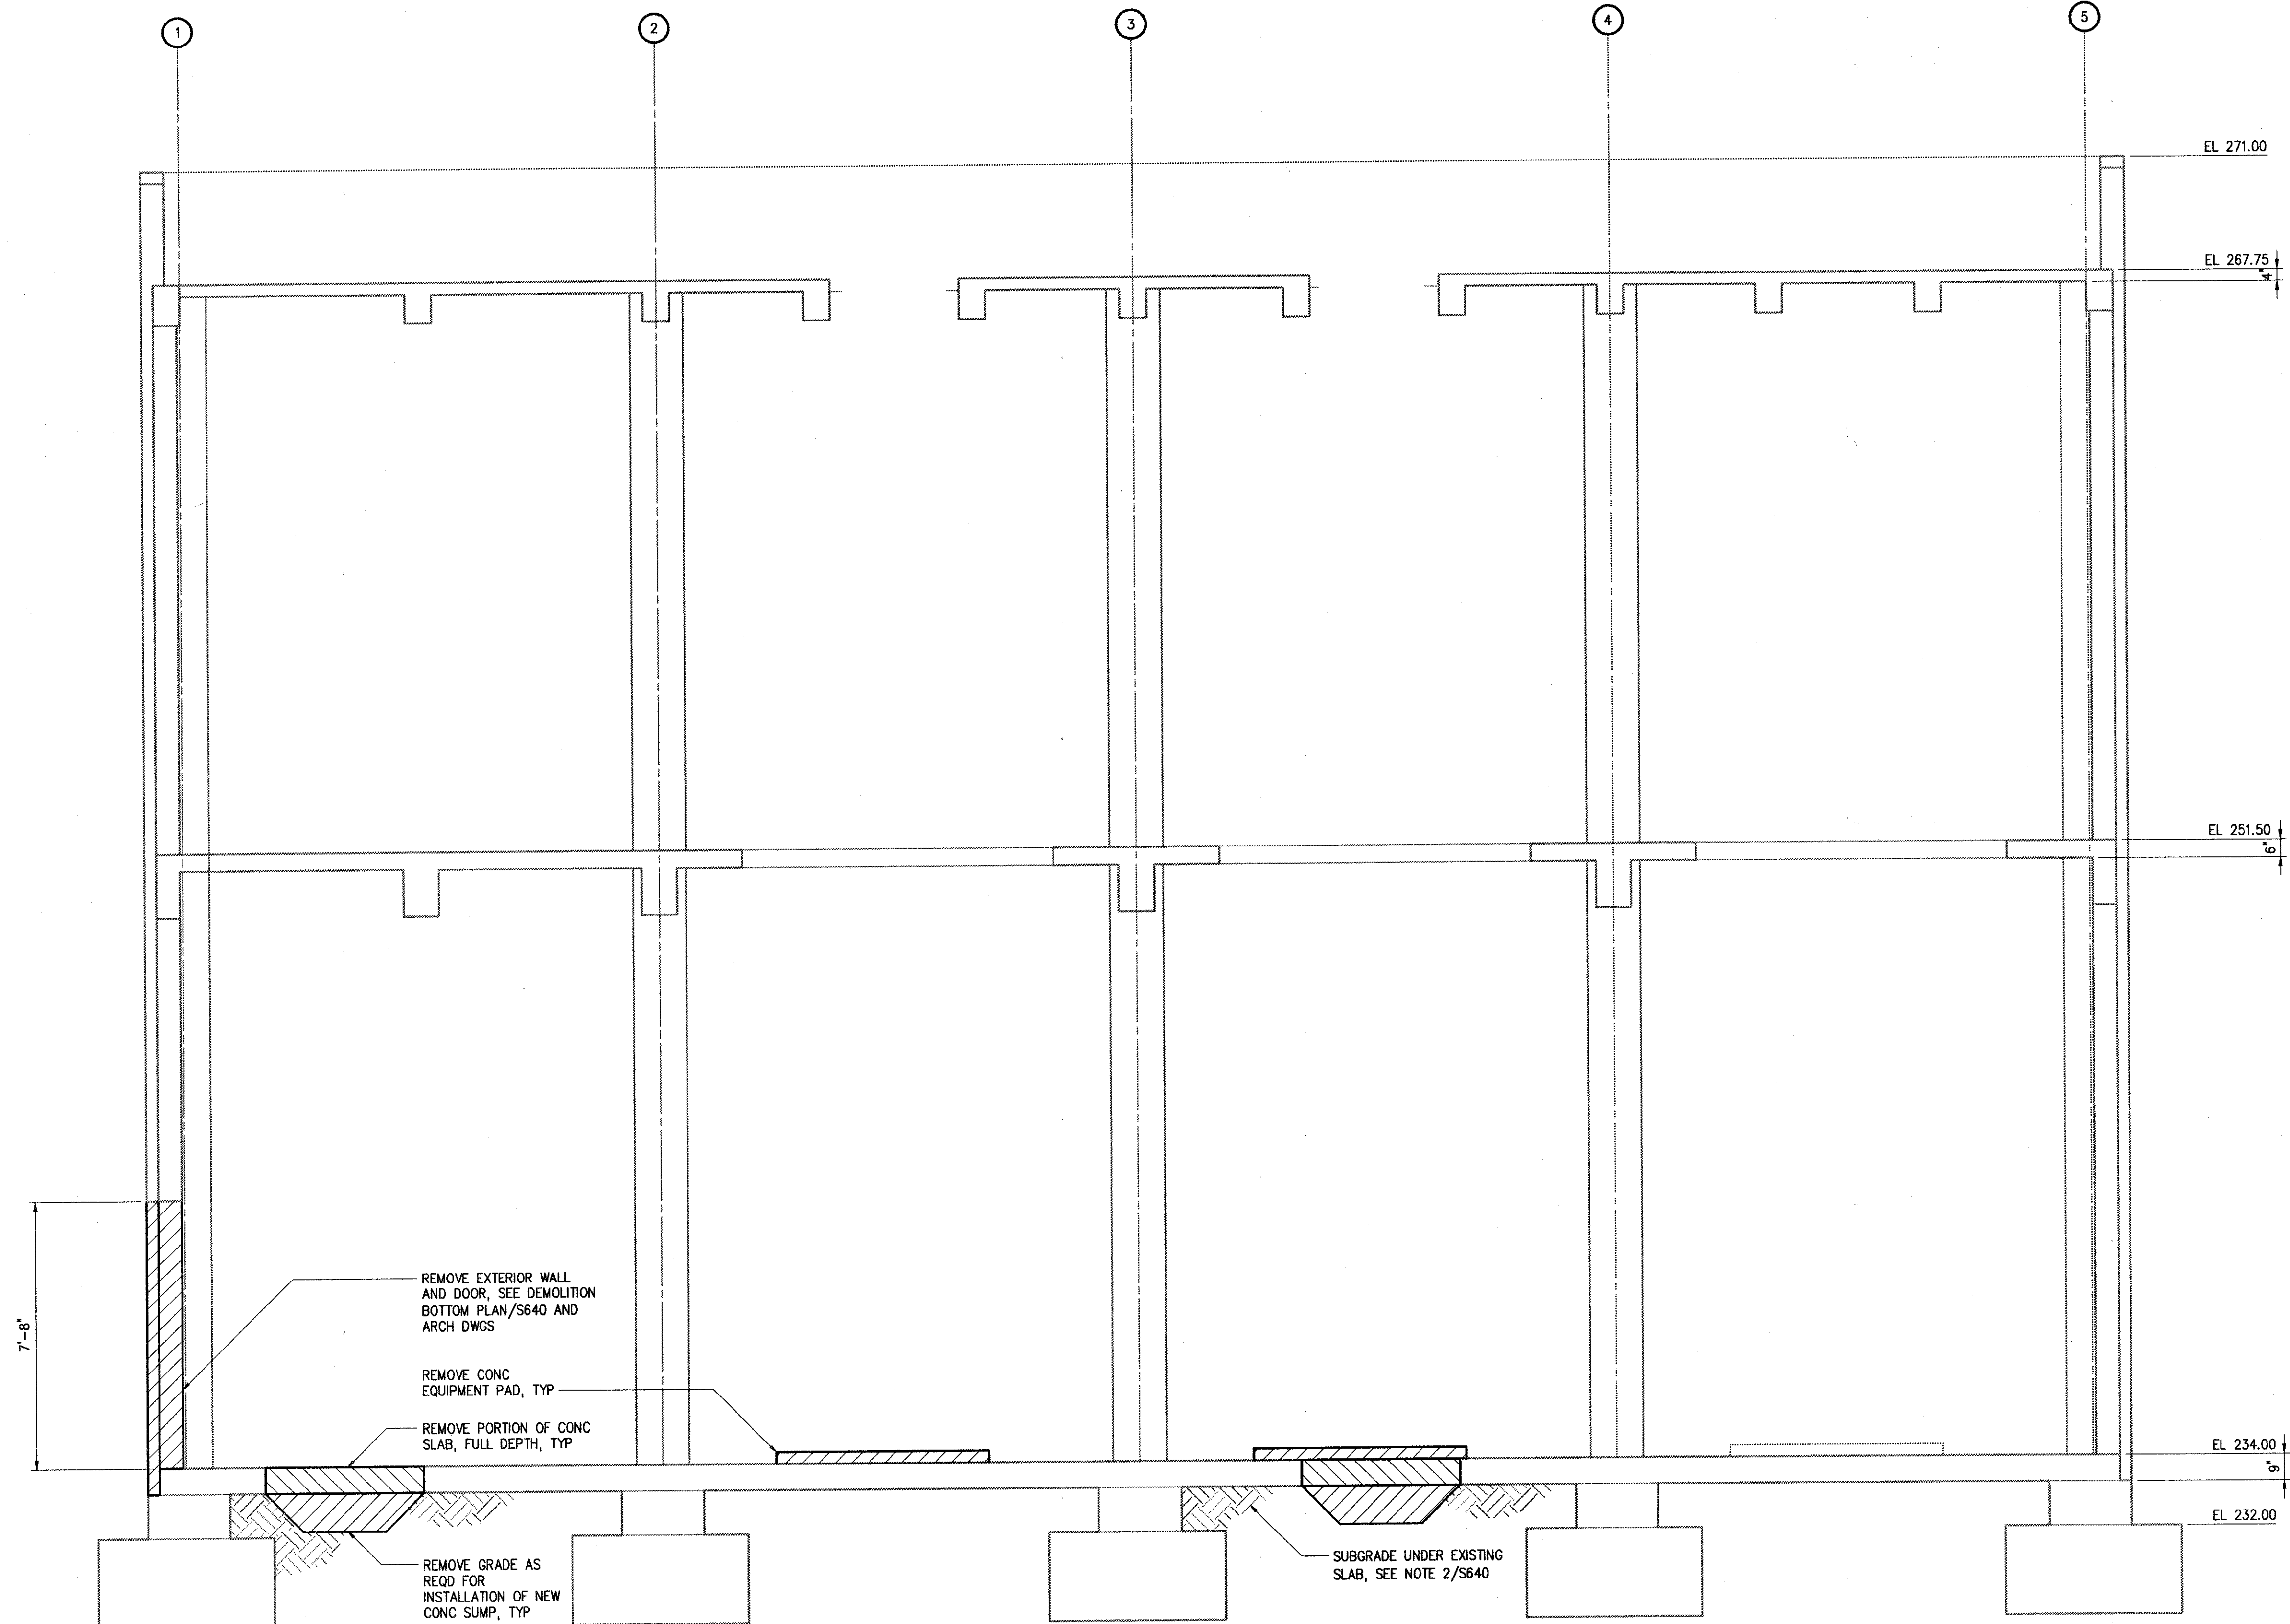 1
2
3
4
5
EL 271.00
EL 267.75
4"
EL 251.50
6"
7'-8"
REMOVE EXTERIOR WALL
AND DOOR, SEE DEMOLITION
BOTTOM PLAN/S640 AND
ARCH DWGS
REMOVE CONC
EQUIPMENT PAD, TYP
REMOVE PORTION OF CONC
SLAB, FULL DEPTH, TYP
EL 234.00
9"
EL 232.00
REMOVE GRADE AS
REQD FOR
INSTALLATION OF NEW
CONC SUMP, TYP
SUBGRADE UNDER EXISTING
SLAB, SEE NOTE 2/S640